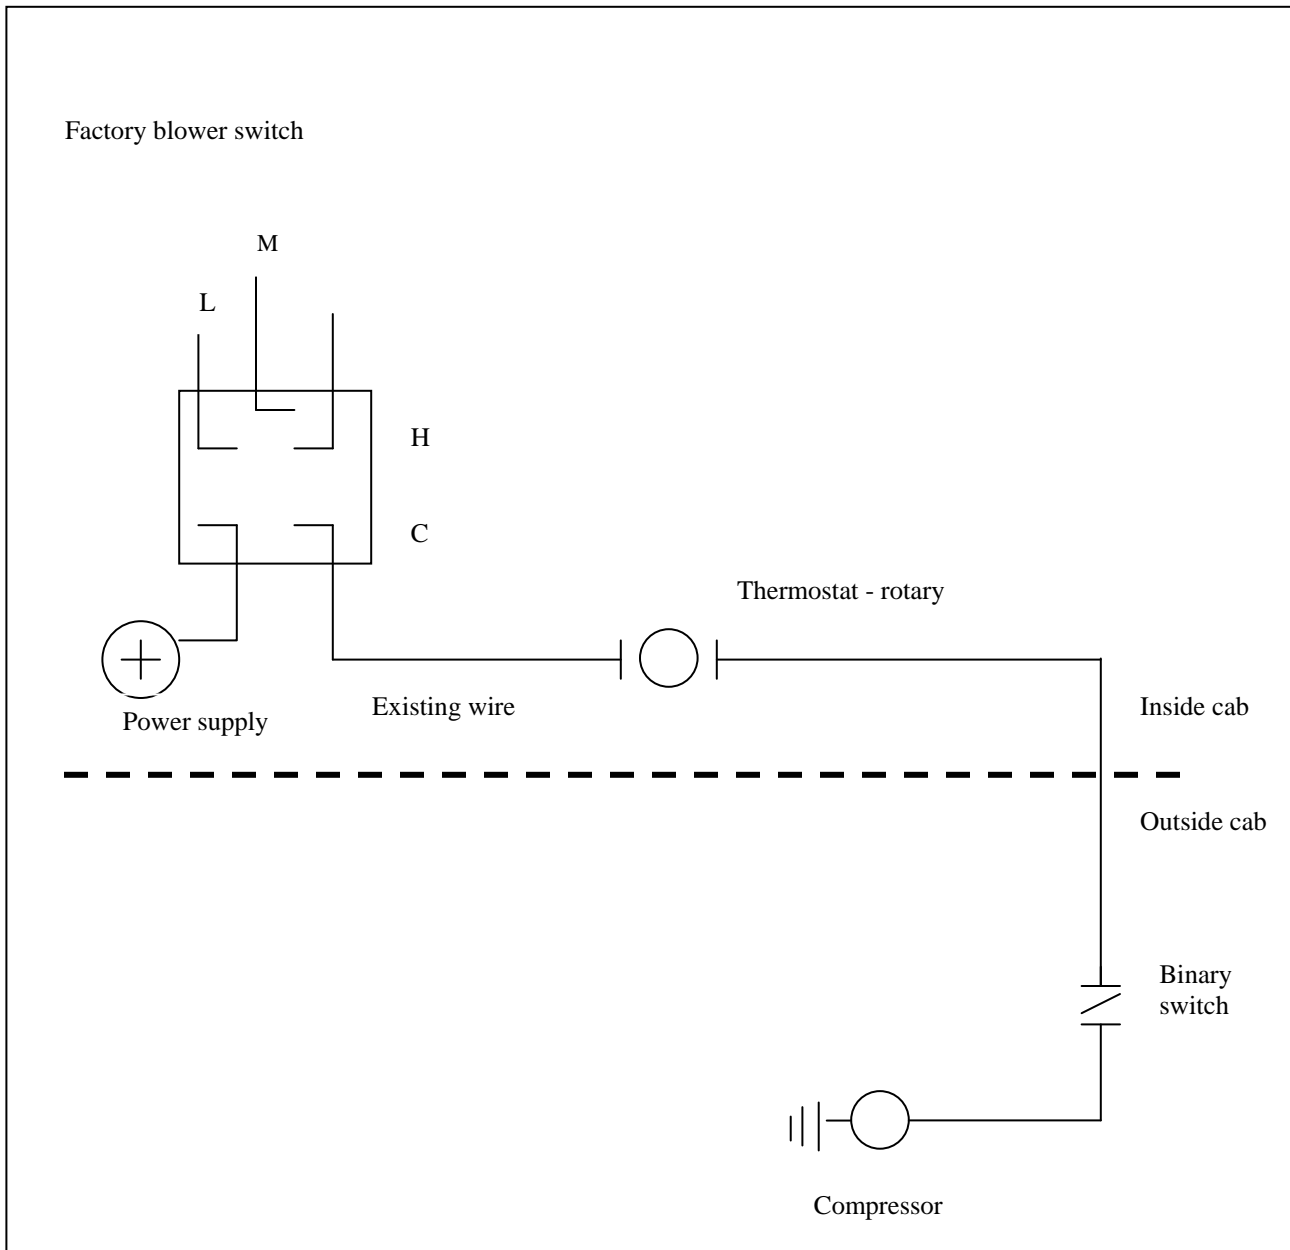 Factory blower switch
M
L
H
C
Thermostat - rotary
Existing wire
Inside cab
Power supply
Outside cab
Binary
switch
Compressor